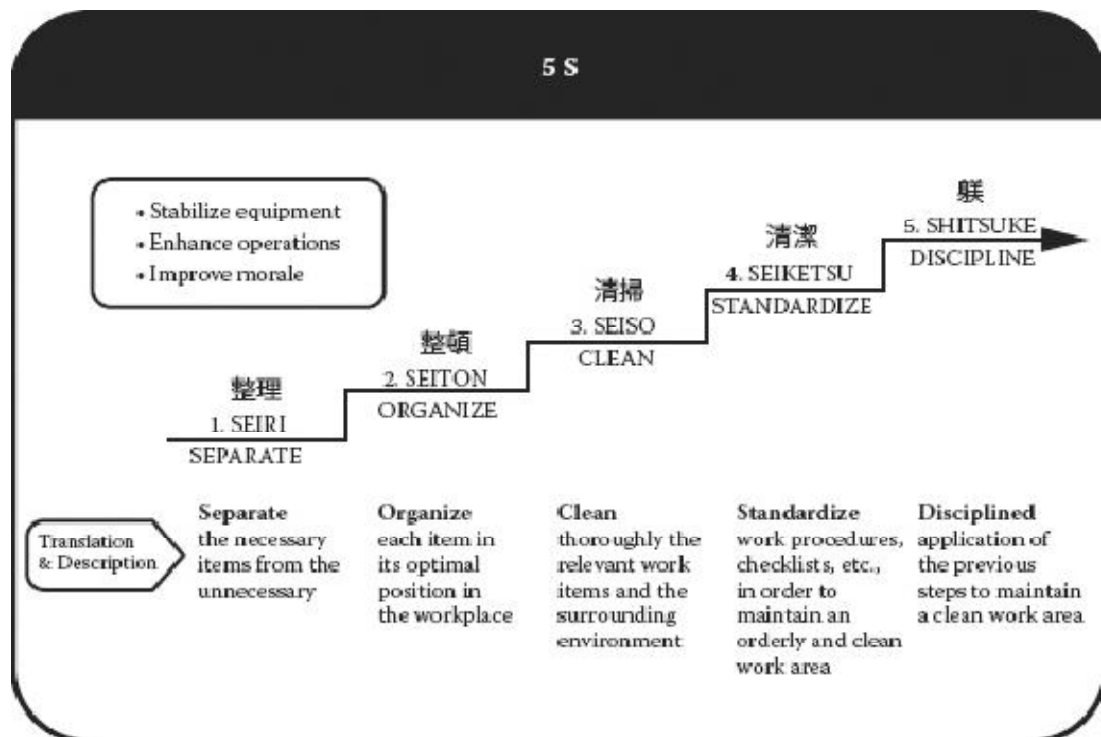 5 S
• Stabilize equipment
• Enhance operations
• Improve morale
整理
1. SEIRI
SEPARATE
整頓
2. SEITON
ORGANIZE
清掃
3. SEISO
CLEAN
清潔
4. SEIKETSU
STANDARDIZE
躾
5. SHITSUKE
DISCIPLINE
Translation
& Description
Separate
the necessary
items from the
unnecessary
Organize
each item in
its optimal
position in
the workplace
Clean
thoroughly the
relevant work
items and the
surrounding
environment
Standardize
work procedures,
checklists, etc.,
in order to
maintain an
orderly and clean
work area
Disciplined
application of
the previous
steps to maintain
a clean work area